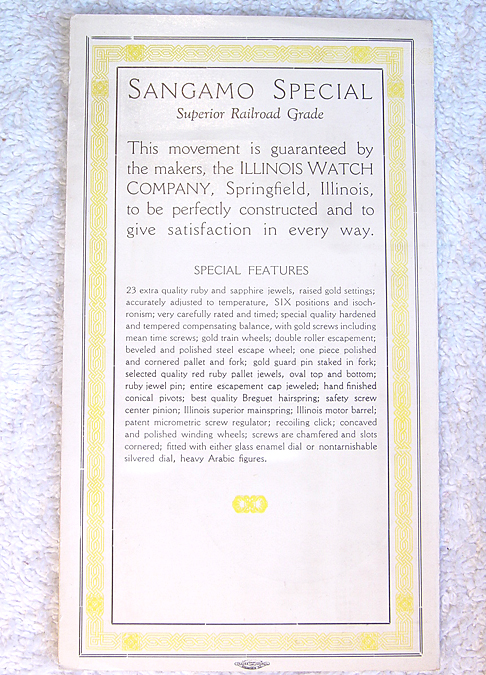 SANGAMO SPECIAL
Superior Railroad Grade
This movement is guaranteed by
the makers, the ILLINOIS WATCH
COMPANY, Springfield, Illinois,
to be perfectly constructed and to
give satisfaction in every way.
SPECIAL FEATURES
23 extra quality ruby and sapphire jewels, raised gold settings;
accurately adjusted to temperature, SIX positions and isoch-
ronism; very carefully rated and timed; special quality hardened
and tempered compensating balance, with gold screws including
mean time screws; gold train wheels; double roller escapement;
beveled and polished steel escape wheel; one piece polished
and cornered pallet and fork; gold guard pin staked in fork;
selected quality red ruby pallet jewels, oval top and bottom;
ruby jewel pin; entire escapement cap jeweled; hand finished
conical pivots; best quality Breguet hairspring; safety screw
center pinion; Illinois superior mainspring; Illinois motor barrel;
patent micrometric screw regulator; recoiling click; concaved
and polished winding wheels; screws are chamfered and slots
cornered; fitted with either glass enamel dial or nontarnishable
silvered dial, heavy Arabic figures.